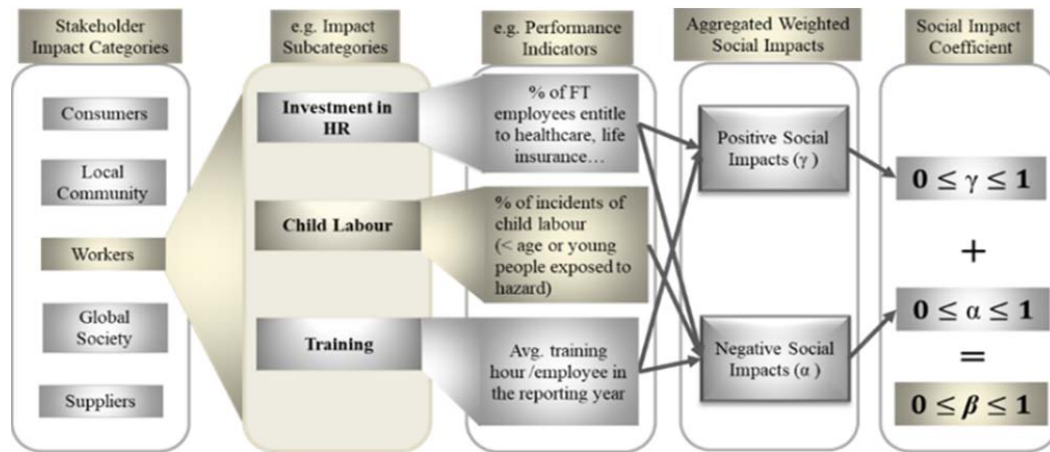 Stakeholder
Impact Categories
e.g. Impact
Subcategories
e.g. Performance
Indicators
Aggregated Weighted
Social Impacts
Social Impact
Coefficient
Consumers
Local
Community
Workers
Global
Society
Suppliers
Investment in
HR
Child Labour
Training
% of FT
employees entitle
to healthcare, life
insurance…
% of incidents of
child labour
(< age or young
people exposed to
hazard)
Avg. training
hour /employee in
the reporting year
Positive Social
Impacts (γ )
Negative Social
Impacts (α )
0 ≤ γ ≤ 1
+
0 ≤ α ≤ 1
=
0 ≤ β ≤ 1